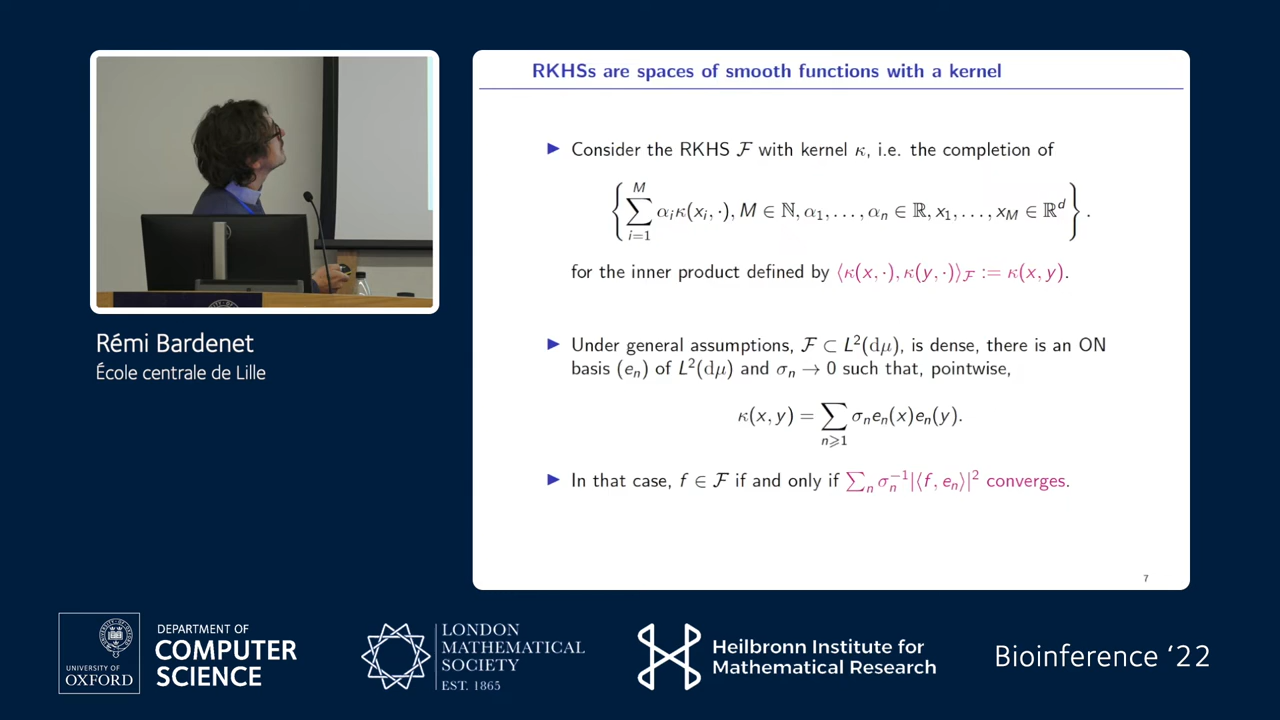 RKHSs are spaces of smooth functions with a kernel
▶ Consider the RKHS ℱ with kernel κ, i.e. the completion of
{∑_{i=1}^{M} α_i κ(x_i, ·), M ∈ ℕ, α_1, . . . , α_n ∈ ℝ, x_1, . . . , x_M ∈ ℝ^d} .
for the inner product defined by ⟨κ(x, ·), κ(y, ·)⟩_ℱ := κ(x, y).
▶ Under general assumptions, ℱ ⊂ L²(dμ), is dense, there is an ON
basis (e_n) of L²(dμ) and σ_n → 0 such that, pointwise,
κ(x, y) = ∑_{n⩾1} σ_n e_n(x) e_n(y).
▶ In that case, f ∈ ℱ if and only if ∑_n σ_n^{-1} |⟨f, e_n⟩|² converges.
7
Rémi Bardenet
École centrale de Lille
UNIVERSITY OF
OXFORD
DEPARTMENT OF
COMPUTER
SCIENCE
LONDON
MATHEMATICAL
SOCIETY
EST. 1865
Heilbronn Institute for
Mathematical Research
Bioinference ‘22